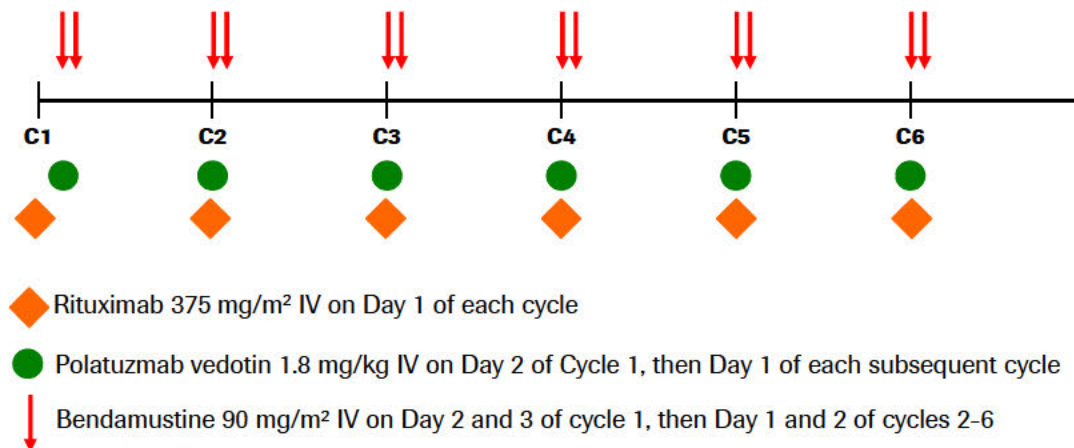 C1 C2 C3 C4 C5 C6
Rituximab 375 mg/m² IV on Day 1 of each cycle
Polatuzmab vedotin 1.8 mg/kg IV on Day 2 of Cycle 1, then Day 1 of each subsequent cycle
Bendamustine 90 mg/m² IV on Day 2 and 3 of cycle 1, then Day 1 and 2 of cycles 2-6